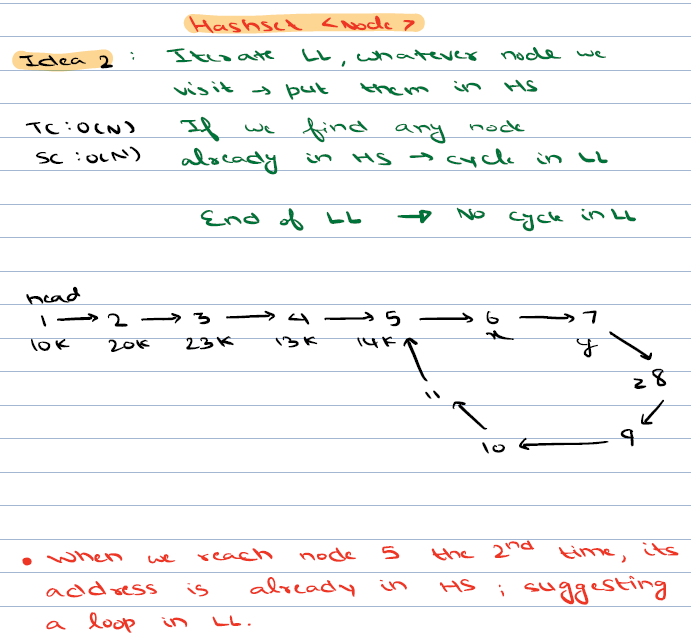 Hashset <Node>
Idea 2 : Iterate LL, whatever node we
visit → put them in HS
TC : O(N) If we find any node
SC : O(N) already in HS → cycle in LL
End of LL → No cycle in LL
head
1 → 2 → 3 → 4 → 5 → 6 → 7
10K 20K 23K 13K 14K x y
z 8
11
10 ← 9
• When we reach node 5 the 2nd time, its
address is already in HS ; suggesting
a loop in LL.